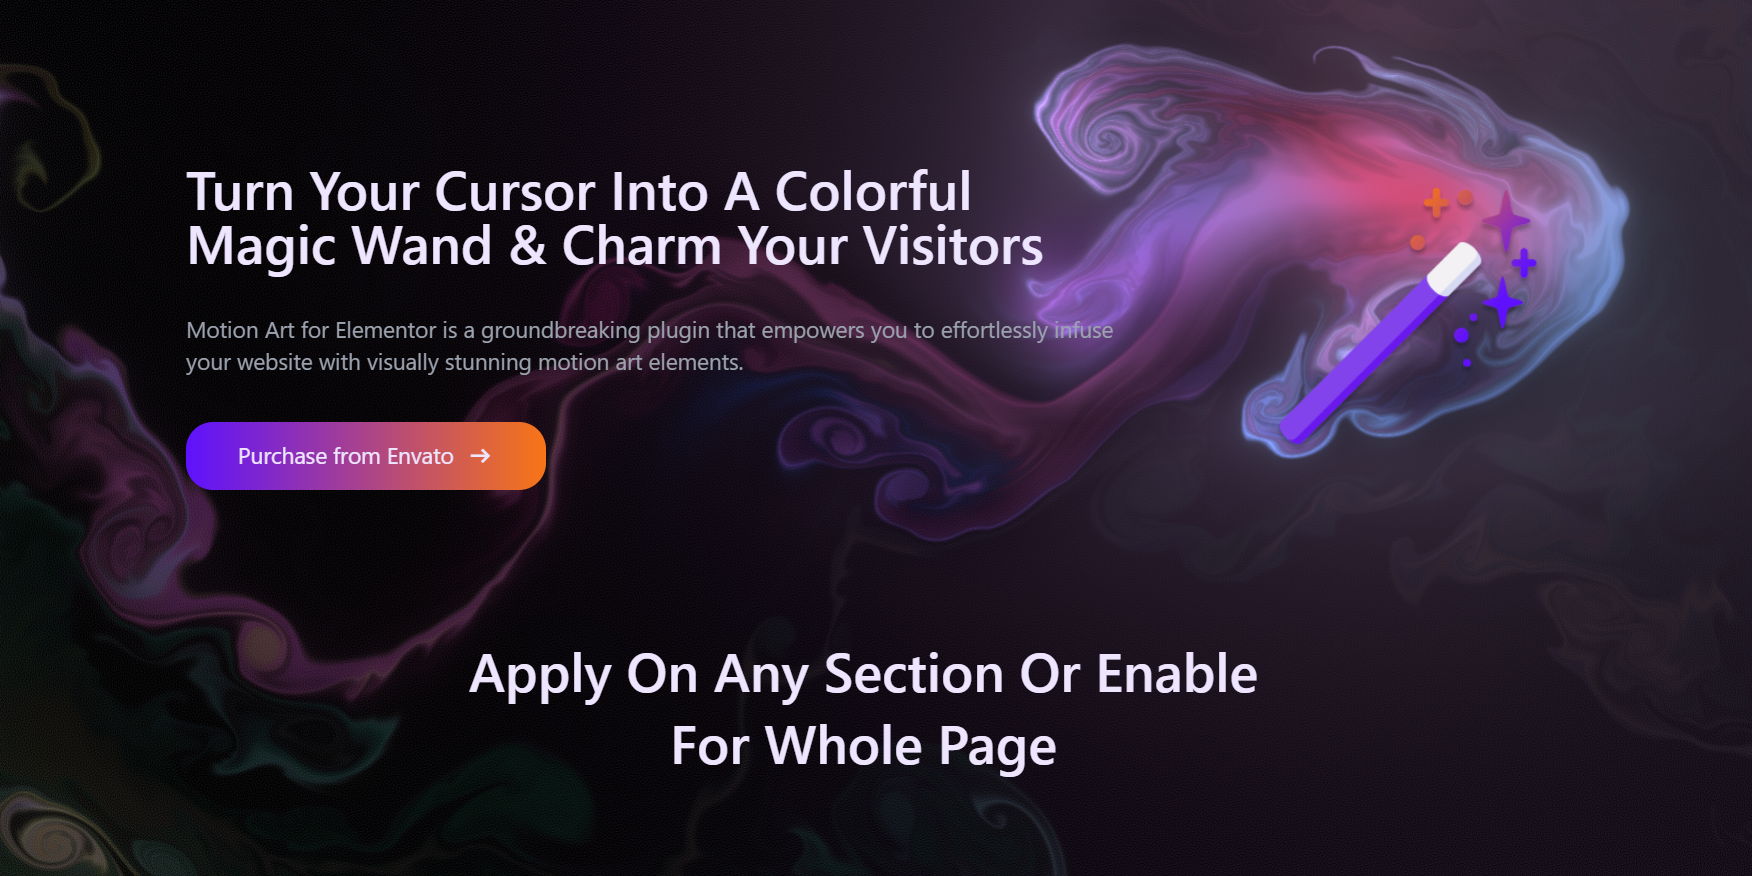 Turn Your Cursor Into A Colorful
Magic Wand & Charm Your Visitors
Motion Art for Elementor is a groundbreaking plugin that empowers you to effortlessly infuse
your website with visually stunning motion art elements.
Purchase from Envato →
Apply On Any Section Or Enable
For Whole Page